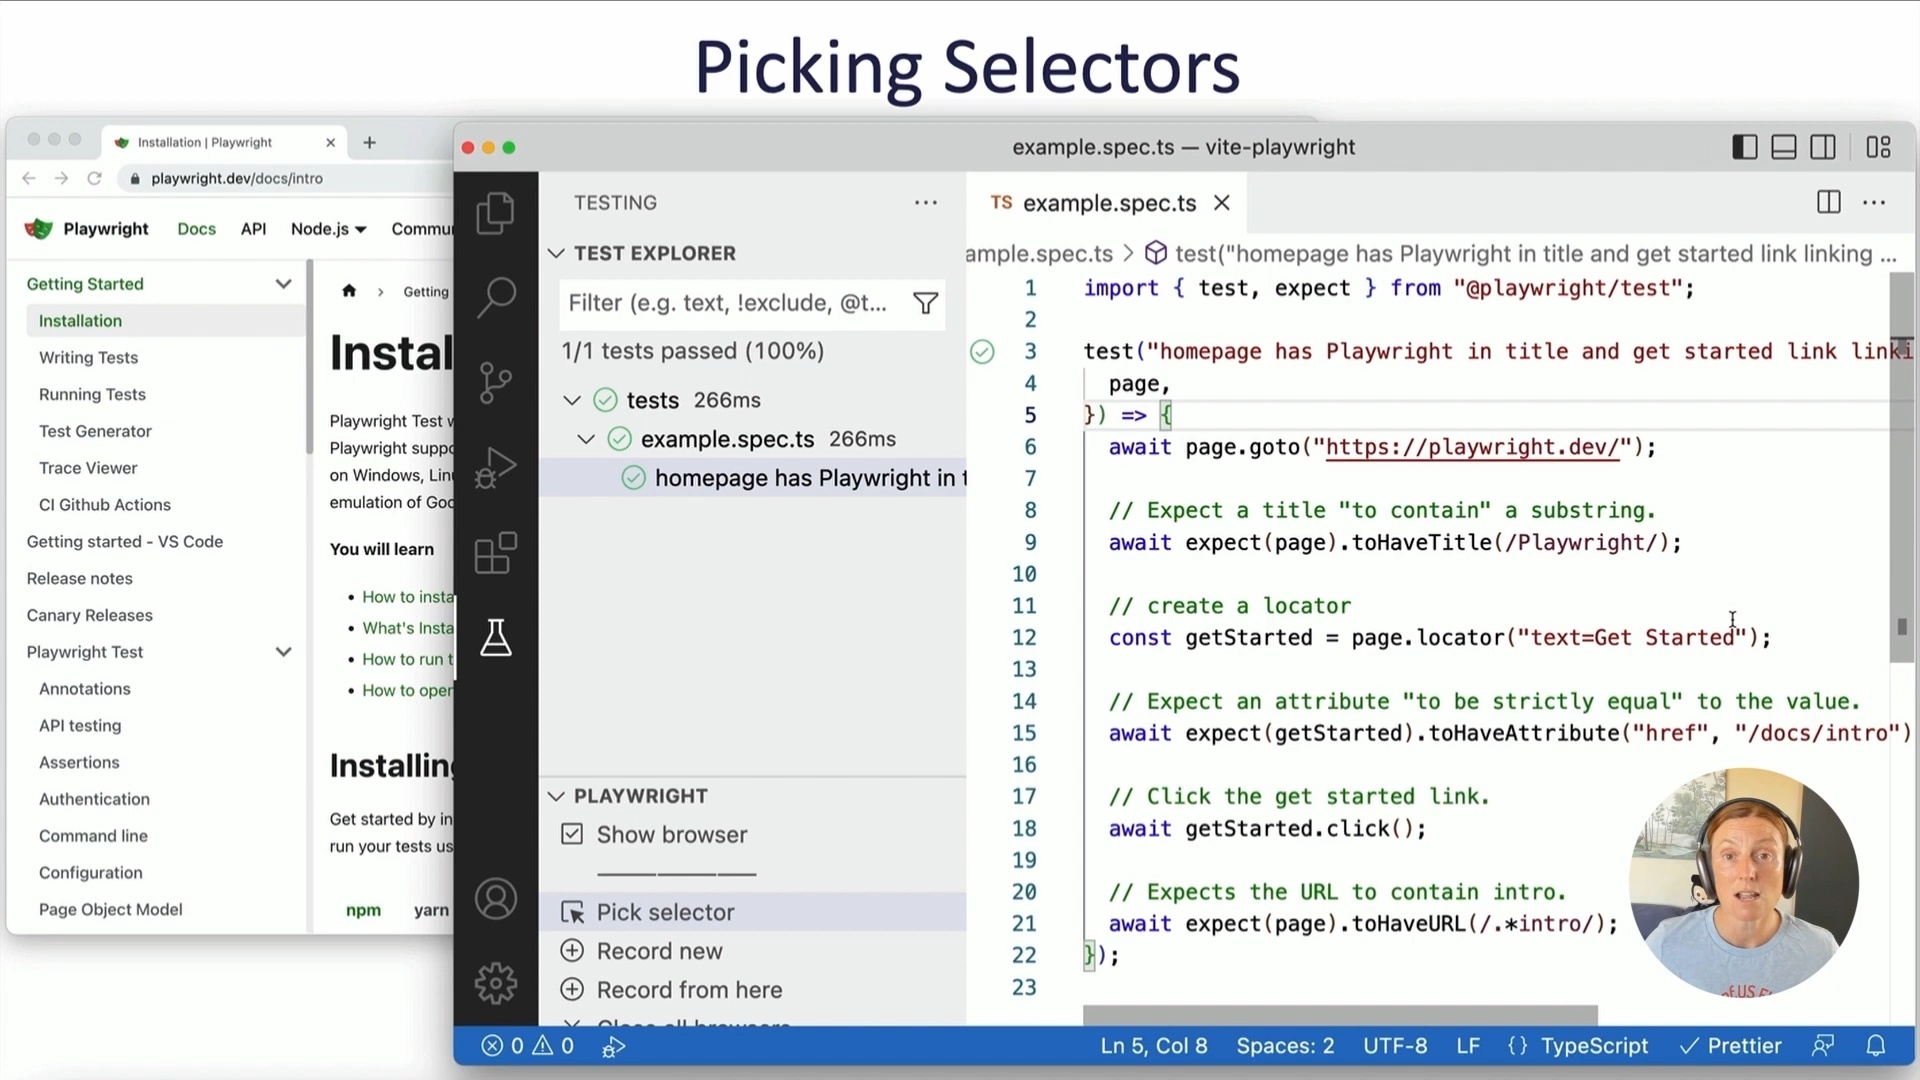 Picking Selectors
Installation | Playwright
playwright.dev/docs/intro
Playwright
Docs
API
Node.js
Commu
Getting Started
Installation
Writing Tests
Running Tests
Test Generator
Trace Viewer
CI Github Actions
Getting started - VS Code
Release notes
Canary Releases
Playwright Test
Annotations
API testing
Assertions
Authentication
Command line
Configuration
Page Object Model
Getting
Instal
Playwright Test w
Playwright suppo
on Windows, Linu
emulation of Goo
You will learn
• How to insta
• What's Insta
• How to run t
• How to open
Installing
Get started by in
run your tests us
npm yarn
example.spec.ts — vite-playwright
TESTING
TEST EXPLORER
Filter (e.g. text, !exclude, @t...
1/1 tests passed (100%)
tests 266ms
example.spec.ts 266ms
homepage has Playwright in t
PLAYWRIGHT
Show browser
Pick selector
Record new
Record from here
TS example.spec.ts
ample.spec.ts > test("homepage has Playwright in title and get started link linking ...
1 import { test, expect } from "@playwright/test";
2
3 test("homepage has Playwright in title and get started link linki
4 page,
5 }) => {
6 await page.goto("https://playwright.dev/");
7
8 // Expect a title "to contain" a substring.
9 await expect(page).toHaveTitle(/Playwright/);
10
11 // create a locator
12 const getStarted = page.locator("text=Get Started");
13
14 // Expect an attribute "to be strictly equal" to the value.
15 await expect(getStarted).toHaveAttribute("href", "/docs/intro")
16
17 // Click the get started link.
18 await getStarted.click();
19
20 // Expects the URL to contain intro.
21 await expect(page).toHaveURL(/.*intro/);
22 });
23
0 0
Ln 5, Col 8
Spaces: 2
UTF-8
LF
{} TypeScript
Prettier